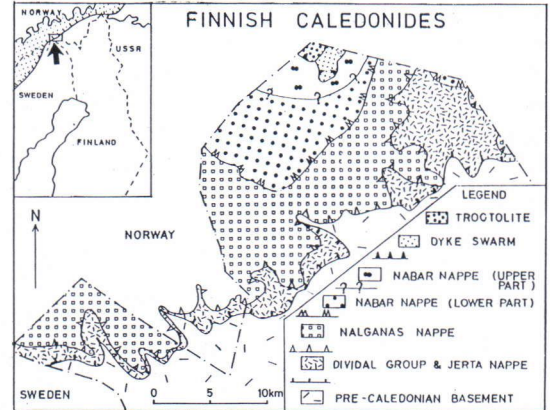 FINNISH CALEDONIDES
NORWAY
USSR
SWEDEN
FINLAND
N
NORWAY
SWEDEN
0 5 10km
LEGEND
TROCTOLITE
DYKE SWARM
NABAR NAPPE (UPPER
PART)
? ?
NABAR NAPPE (LOWER PART)
NALGANAS NAPPE
DIVIDAL GROUP & JERTA NAPPE
PRE-CALEDONIAN BASEMENT
? ? ?